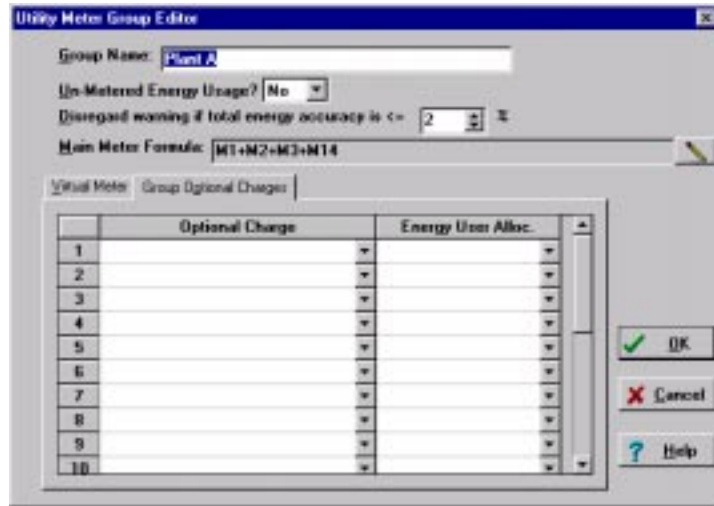 Utility Meter Group Editor
Group Name: Plant A
Un-Metered Energy Usage? No
Disregard warning if total energy accuracy is <= 2 %
Main Meter Formula: M1+M2+M3+M14
Virtual Meter Group Optional Charges
Optional Charge Energy User Alloc.
1
2
3
4
5
6
7
8
9
10
OK
Cancel
Help